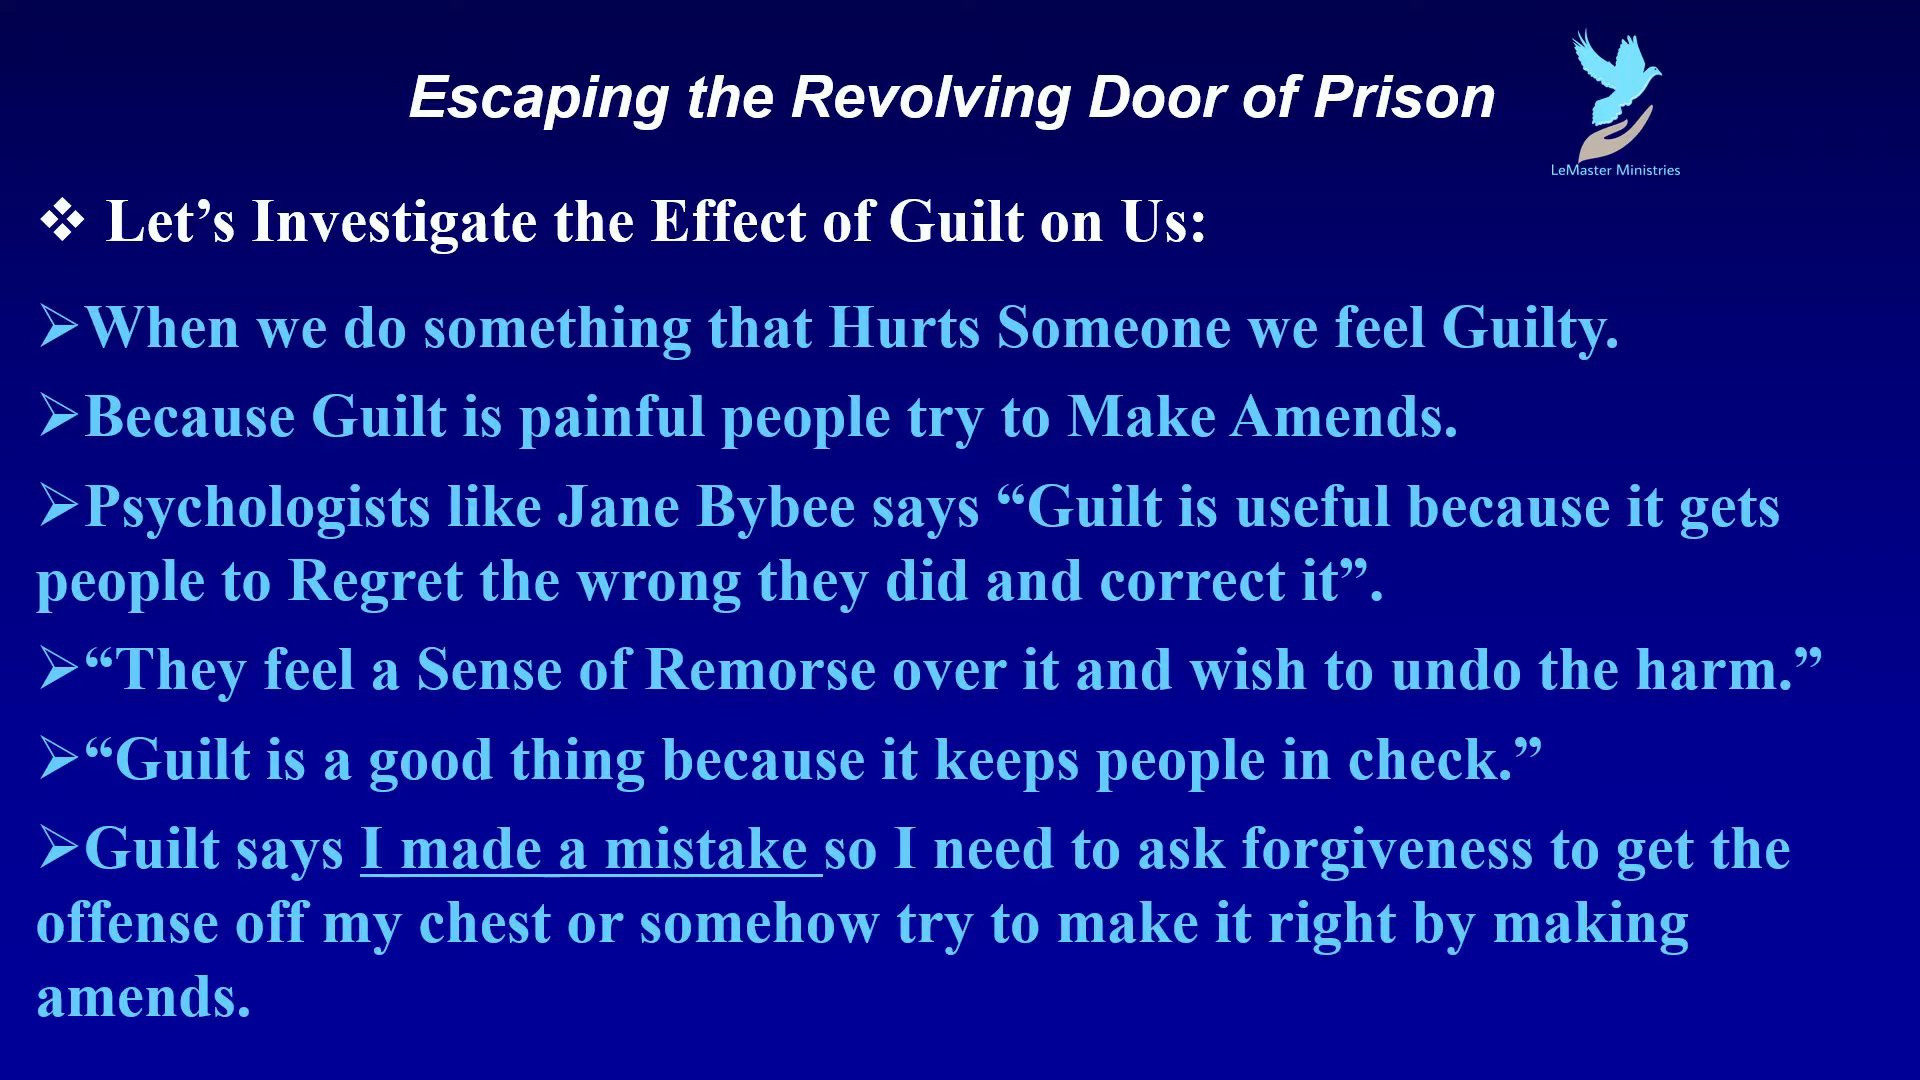 Escaping the Revolving Door of Prison
LeMaster Ministries
❖ Let’s Investigate the Effect of Guilt on Us:
➢When we do something that Hurts Someone we feel Guilty.
➢Because Guilt is painful people try to Make Amends.
➢Psychologists like Jane Bybee says “Guilt is useful because it gets
people to Regret the wrong they did and correct it”.
➢“They feel a Sense of Remorse over it and wish to undo the harm.”
➢“Guilt is a good thing because it keeps people in check.”
➢Guilt says I made a mistake so I need to ask forgiveness to get the
offense off my chest or somehow try to make it right by making
amends.